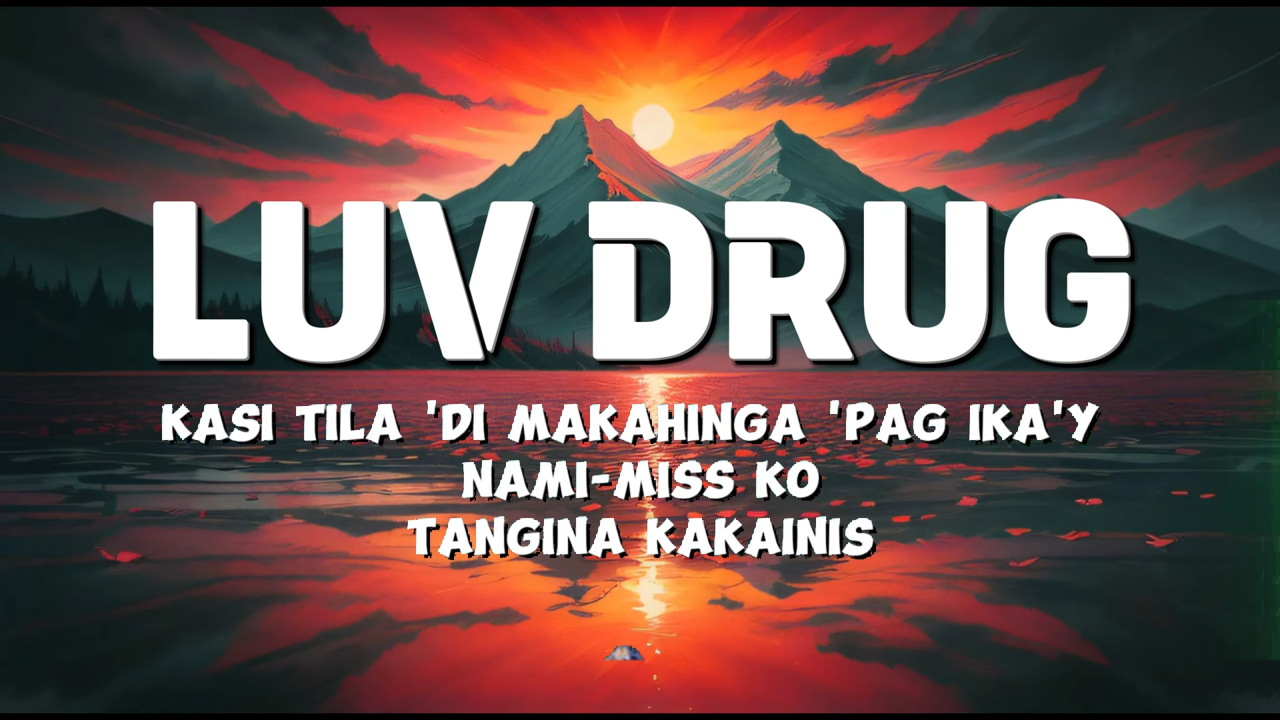 LUV DRUG
KASI TILA 'DI MAKAHINGA 'PAG IKA'Y
NAMI-MISS KO
TANGINA KAKAINIS